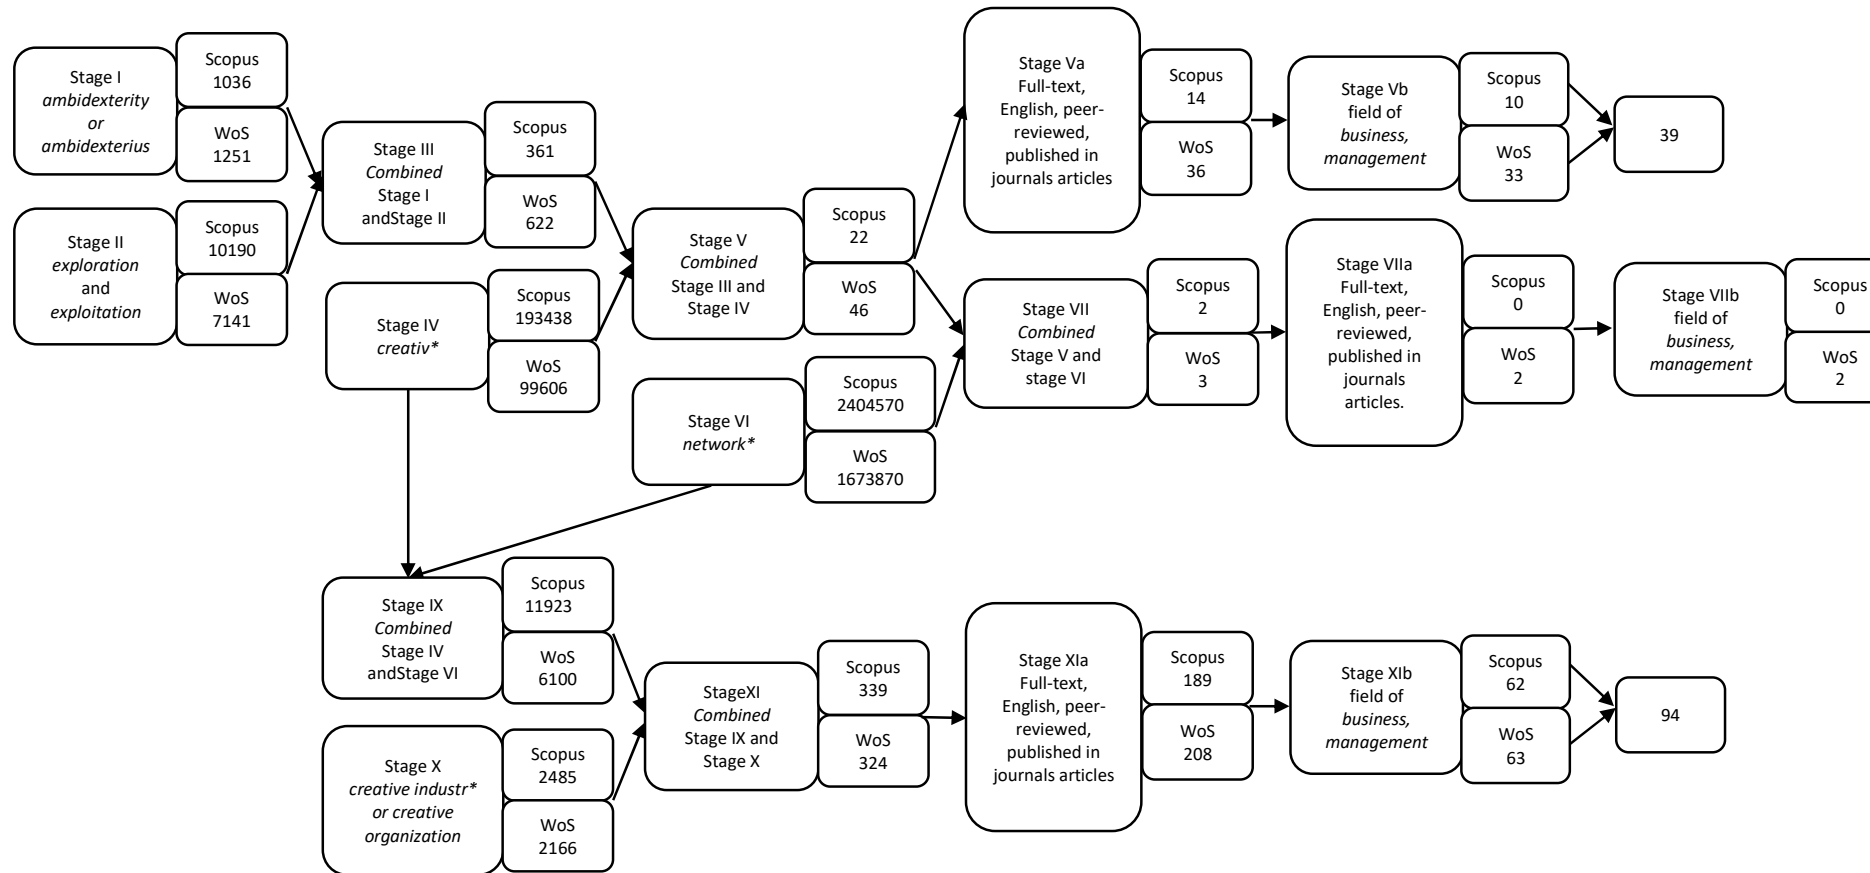 Stage I
ambidexterity
or
ambidexterius
Scopus
1036
WoS
1251
Stage II
exploration
and
exploitation
Scopus
10190
WoS
7141
Stage III
Combined
Stage I
andStage II
Scopus
361
WoS
622
Stage IV
creativ*
Scopus
193438
WoS
99606
Stage V
Combined
Stage III and
Stage IV
Scopus
22
WoS
46
Stage VI
network*
Scopus
2404570
WoS
1673870
Stage Va
Full-text,
English, peer-
reviewed,
published in
journals articles
Scopus
14
WoS
36
Stage Vb
field of
business,
management
Scopus
10
WoS
33
39
Stage VII
Combined
Stage V and
stage VI
Scopus
2
WoS
3
Stage VIIa
Full-text,
English, peer-
reviewed,
published in
journals
articles.
Scopus
0
WoS
2
Stage VIIb
field of
business,
management
Scopus
0
WoS
2
Stage IX
Combined
Stage IV
andStage VI
Scopus
11923
WoS
6100
Stage X
creative industr*
or creative
organization
Scopus
2485
WoS
2166
StageXI
Combined
Stage IX and
Stage X
Scopus
339
WoS
324
Stage XIa
Full-text,
English, peer-
reviewed,
published in
journals articles
Scopus
189
WoS
208
Stage XIb
field of
business,
management
Scopus
62
WoS
63
94